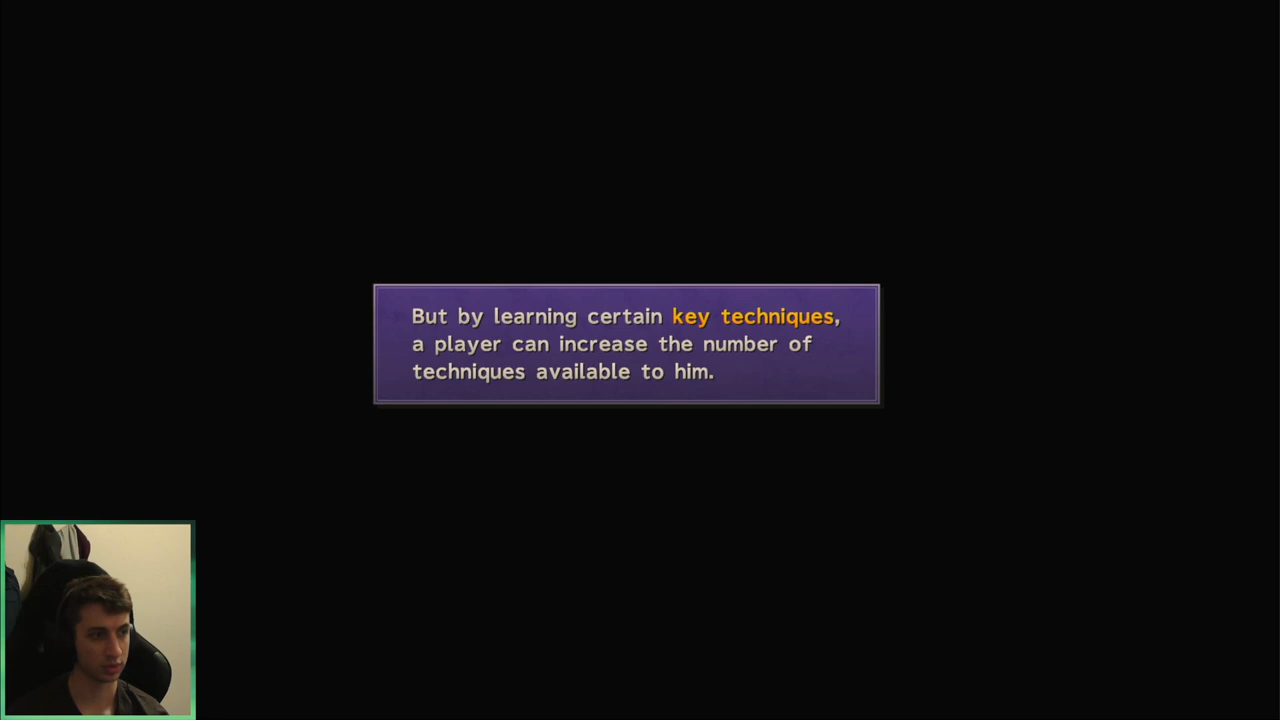 But by learning certain key techniques,
a player can increase the number of
techniques available to him.